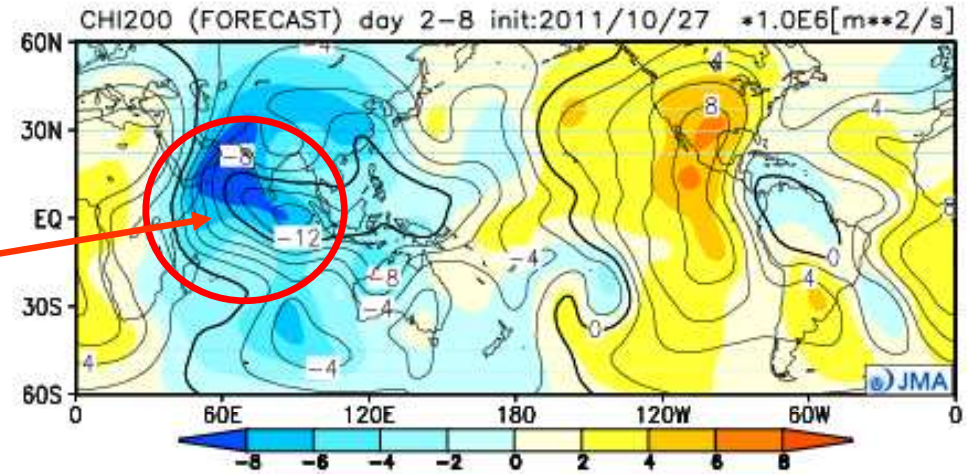 CHI200 (FORECAST) day 2-8 init:2011/10/27 *1.0E6[m**2/s]
60N
-4
4
8
30N
-8
4
EQ
8
-12
0
-4
-8
4
30S
-4
0
4
-4
JMA
60S
0 60E 120E 180 120W 60W 0
-8 -6 -4 -2 0 2 4 6 8